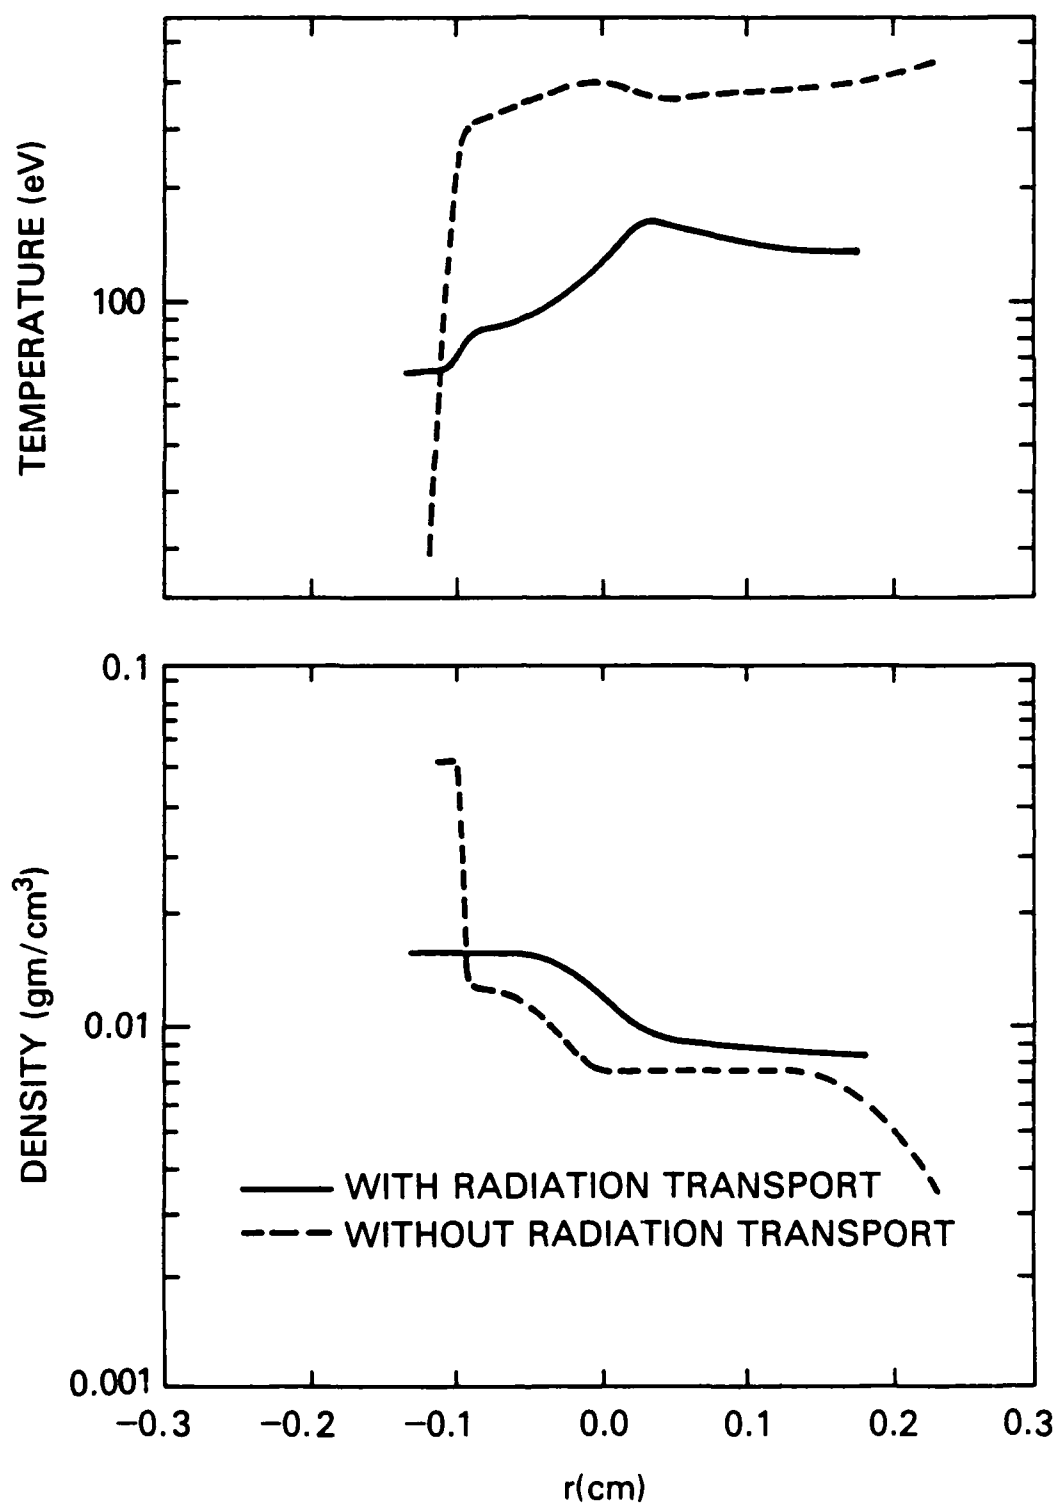 TEMPERATURE (eV)
100
DENSITY (gm/cm³)
0.1
0.01
0.001
WITH RADIATION TRANSPORT
WITHOUT RADIATION TRANSPORT
−0.3 −0.2 −0.1 0.0 0.1 0.2 0.3
r(cm)